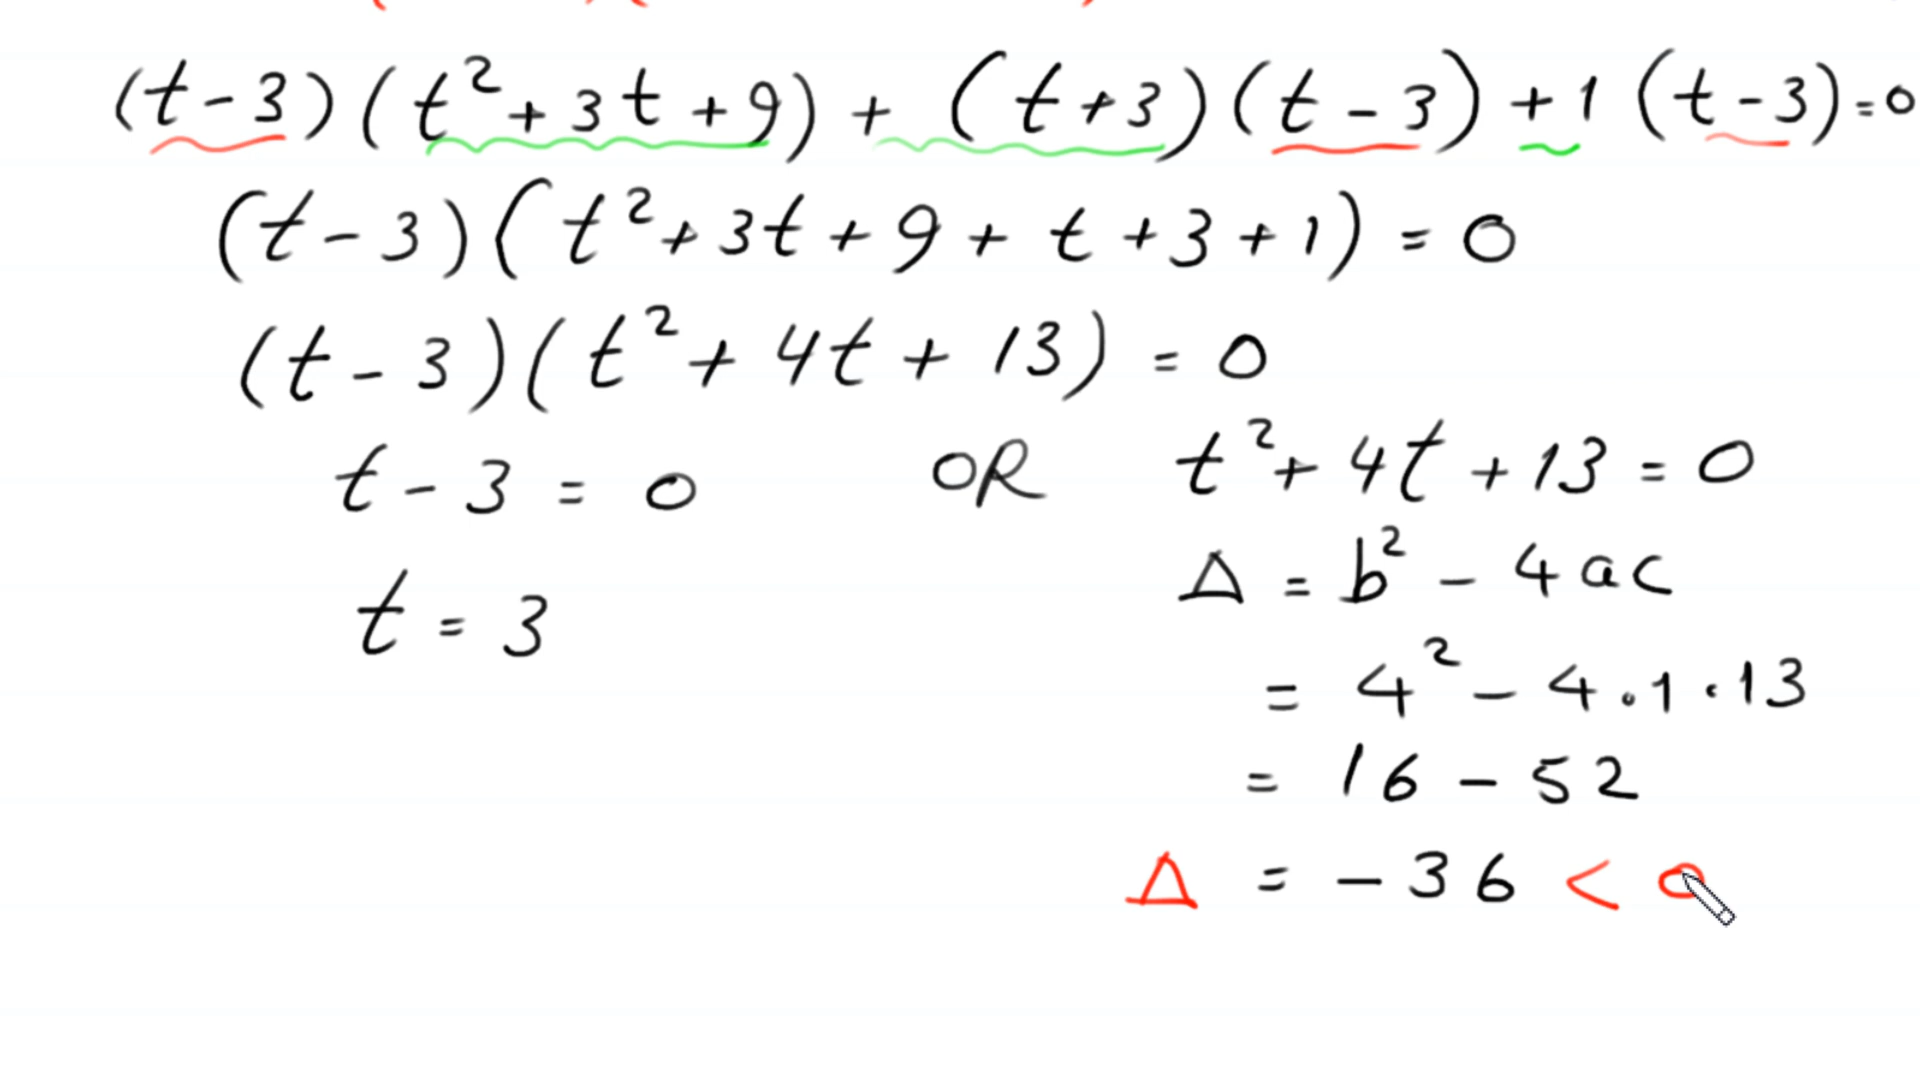 (t-3)(t²+3t+9)+(t+3)(t-3)+1(t-3)=0
(t-3)(t²+3t+9+t+3+1)=0
(t-3)(t²+4t+13)=0
t-3=0 OR t²+4t+13=0
Δ=b²-4ac
t=3
=4²-4.1.13
=16-52
Δ=-36<0